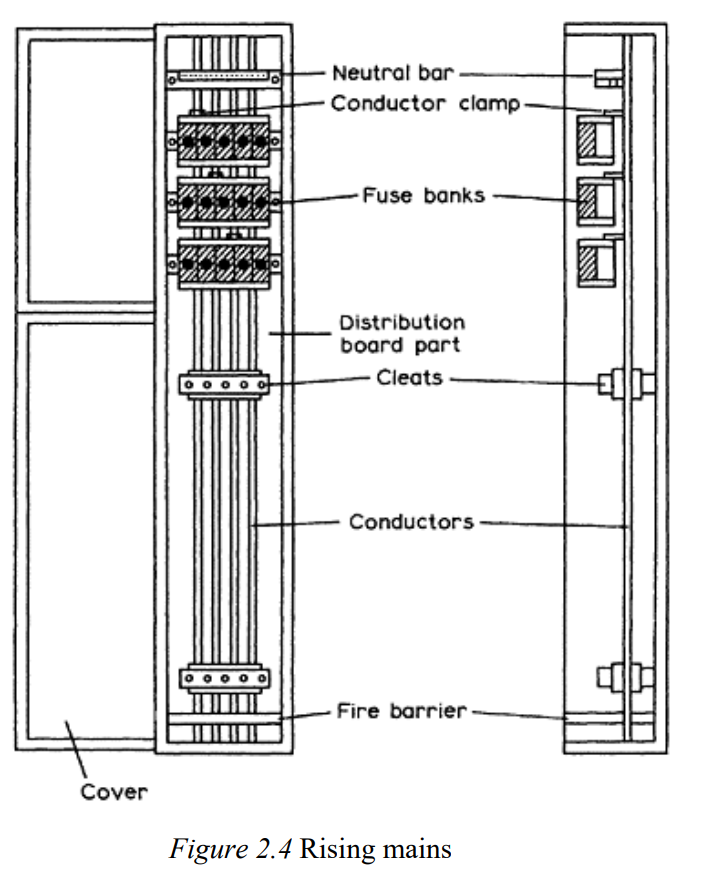 Neutral bar
Conductor clamp
Fuse banks
Distribution
board part
Cleats
Conductors
Fire barrier
Cover
Figure 2.4 Rising mains